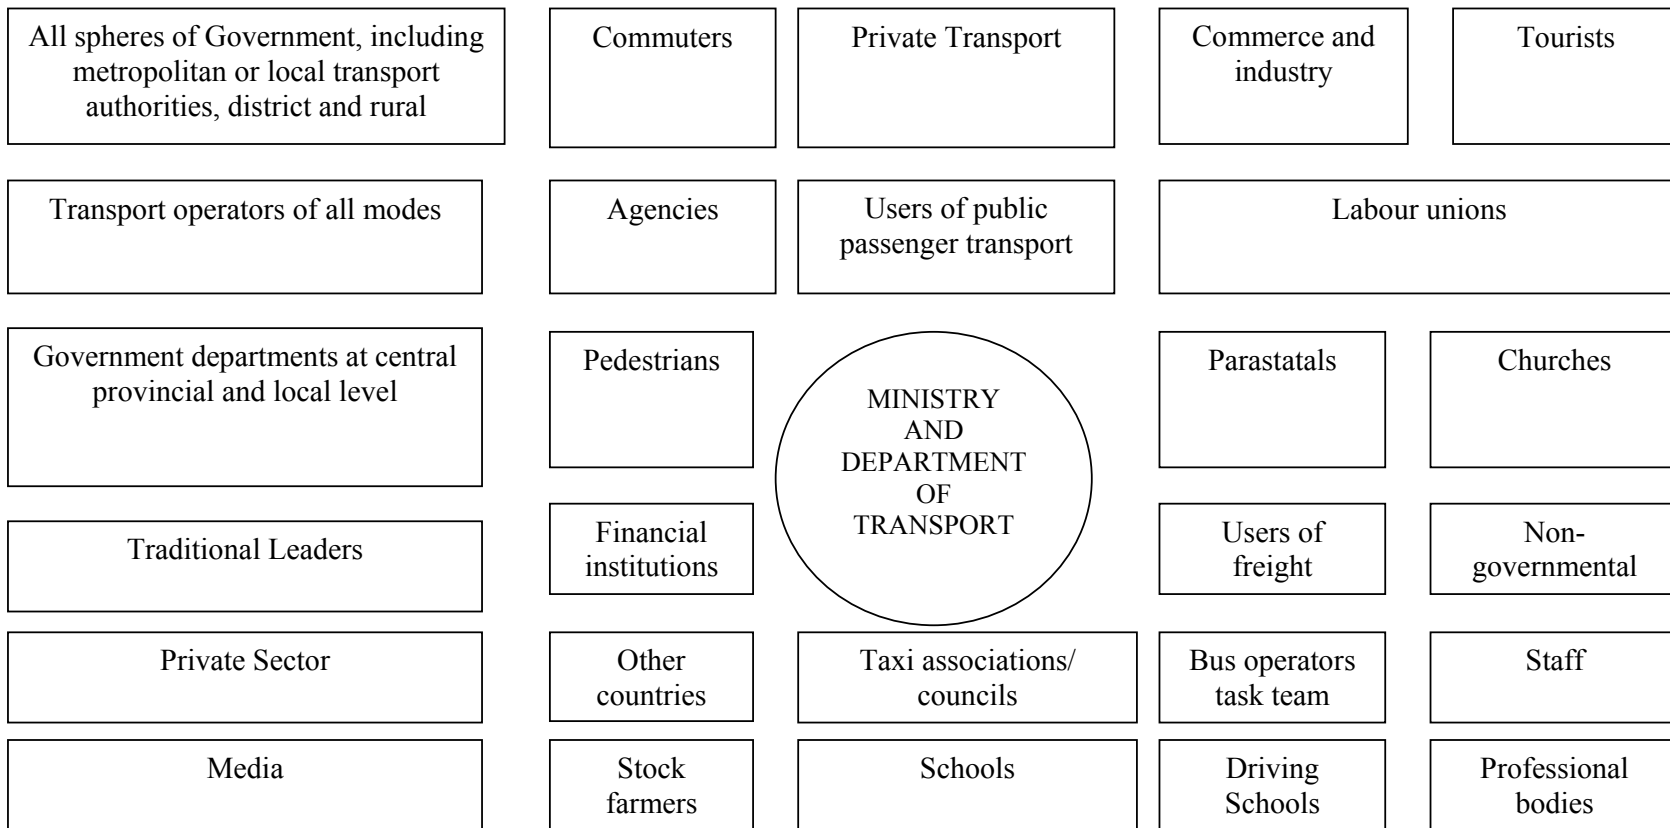 All spheres of Government, including
metropolitan or local transport
authorities, district and rural
Commuters
Private Transport
Commerce and
industry
Tourists
Transport operators of all modes
Agencies
Users of public
passenger transport
Labour unions
Government departments at central
provincial and local level
Pedestrians
MINISTRY
AND
DEPARTMENT
OF
TRANSPORT
Parastatals
Churches
Traditional Leaders
Financial
institutions
Users of
freight
Non-
governmental
Private Sector
Other
countries
Taxi associations/
councils
Bus operators
task team
Staff
Media
Stock
farmers
Schools
Driving
Schools
Professional
bodies